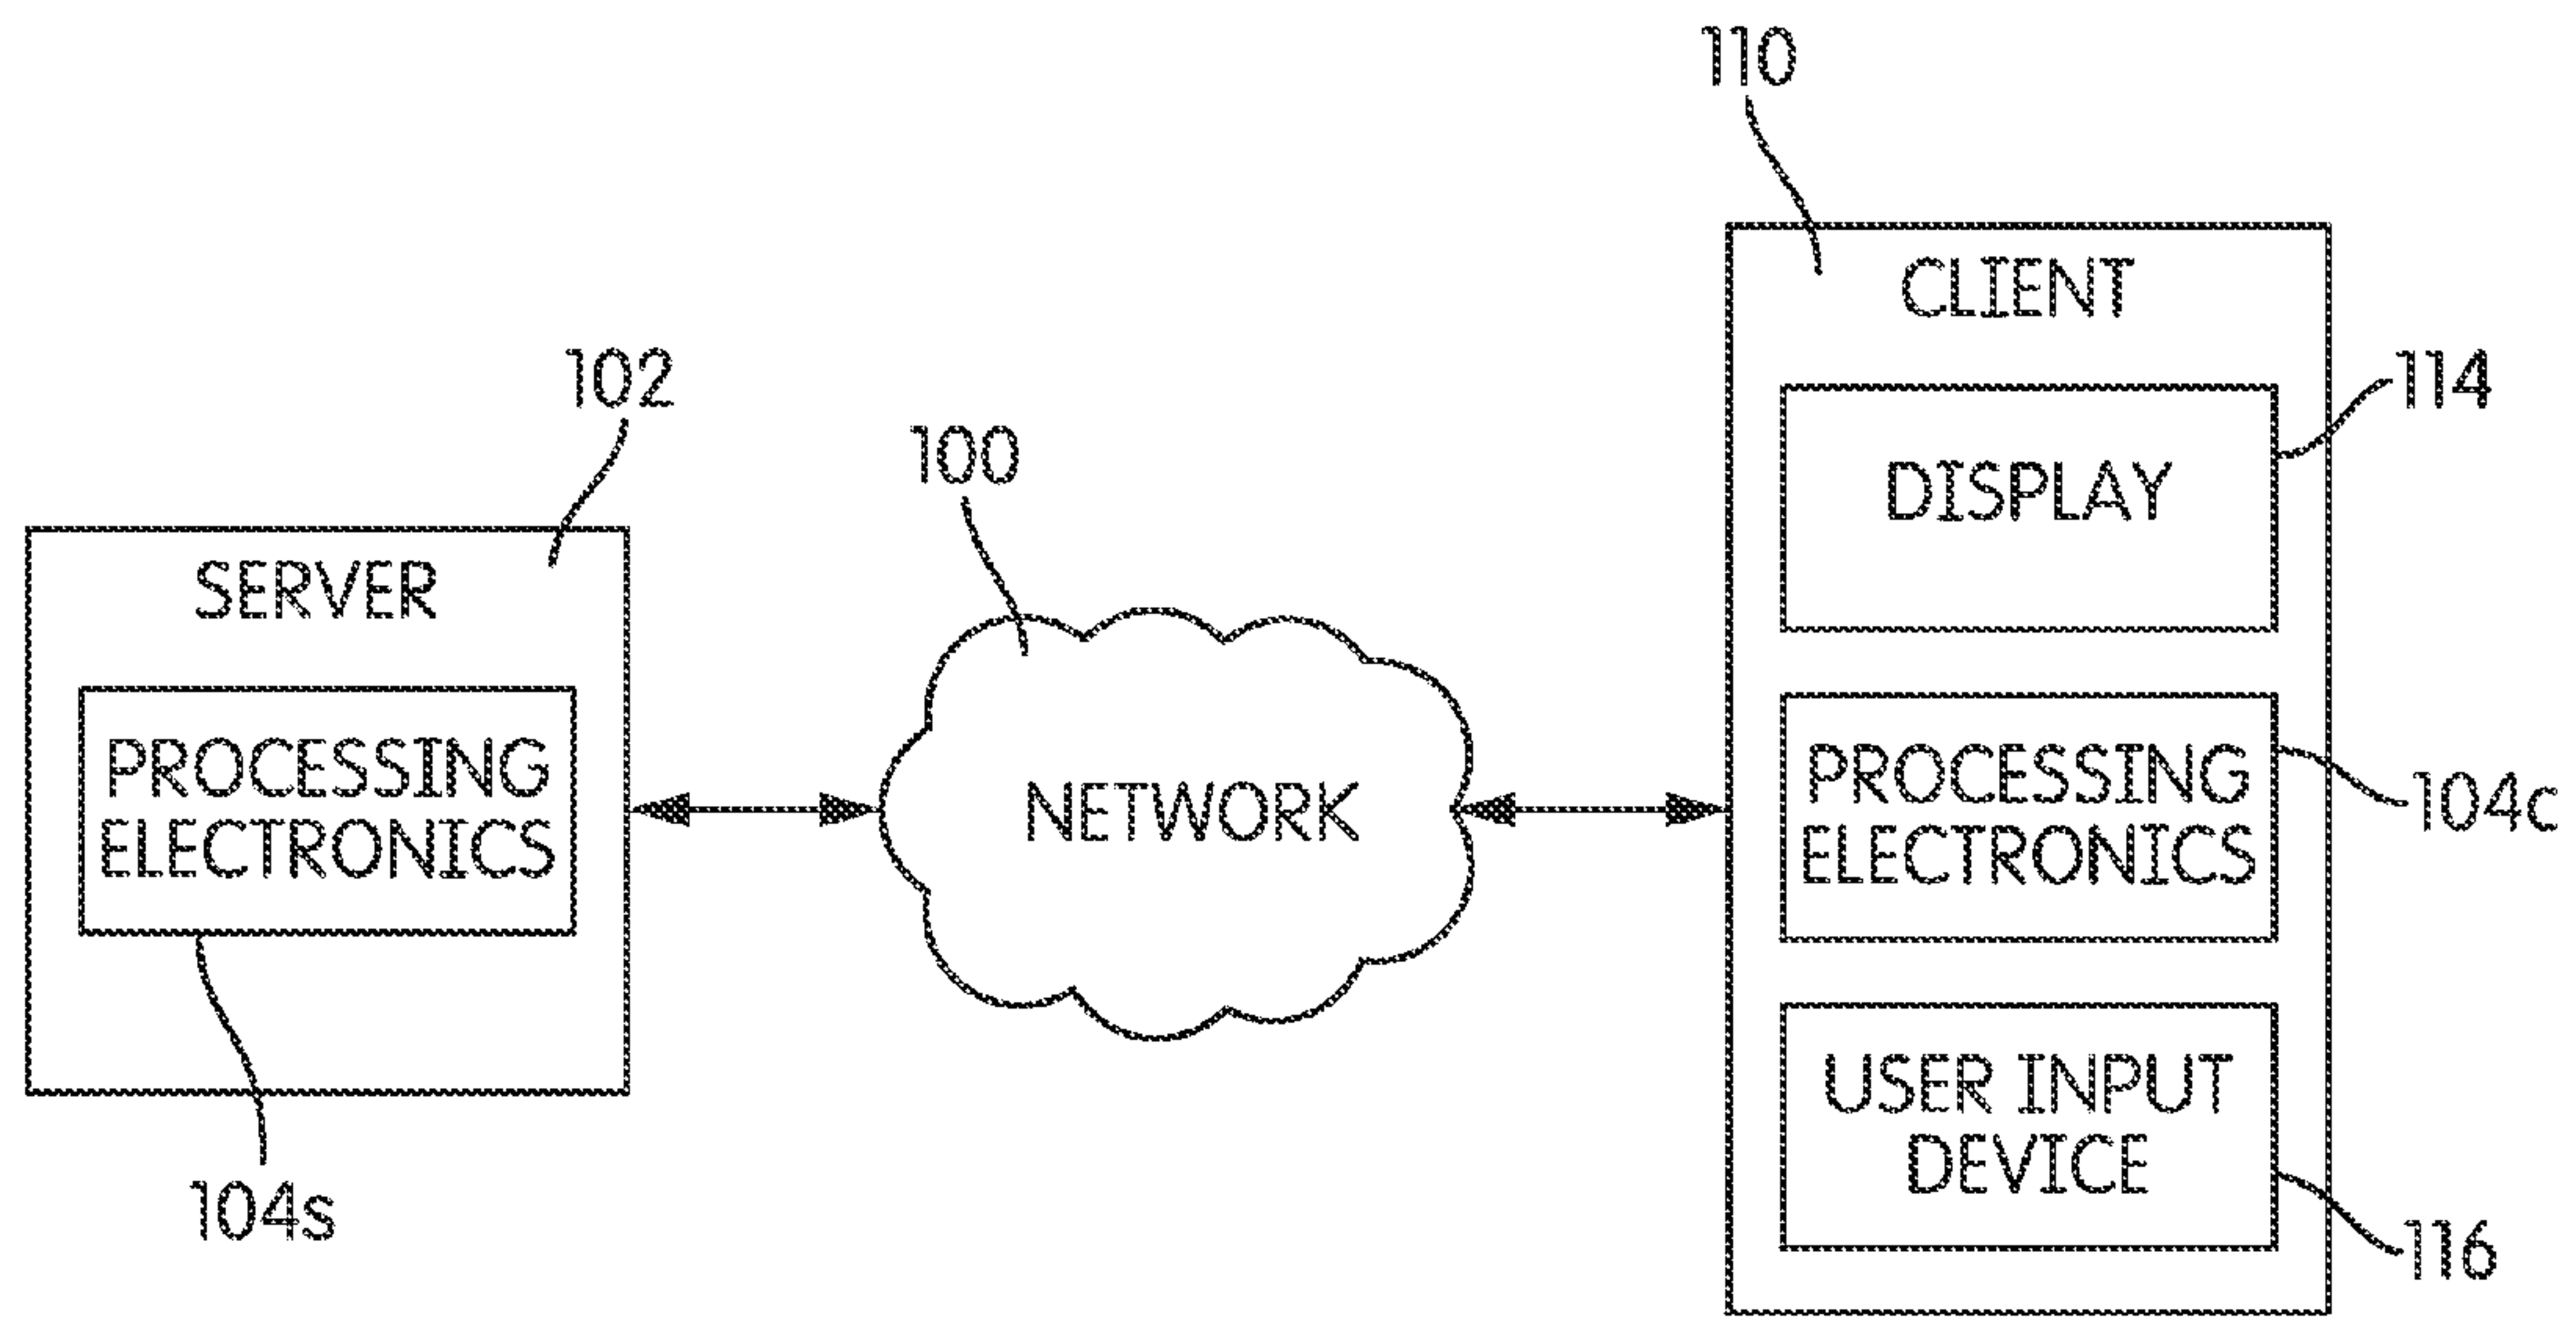 110
CLIENT
114
DISPLAY
102
100
SERVER
PROCESSING
ELECTRONICS
NETWORK
PROCESSING
ELECTRONICS
104c
104s
USER INPUT
DEVICE
116